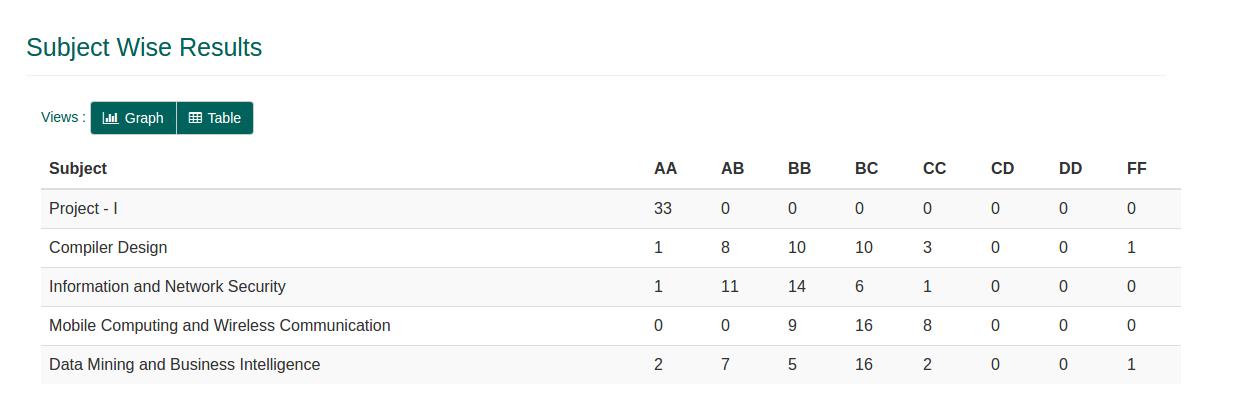 Subject Wise Results
Views : Graph Table
Subject AA AB BB BC CC CD DD FF
Project - I 33 0 0 0 0 0 0 0
Compiler Design 1 8 10 10 3 0 0 1
Information and Network Security 1 11 14 6 1 0 0 0
Mobile Computing and Wireless Communication 0 0 9 16 8 0 0 0
Data Mining and Business Intelligence 2 7 5 16 2 0 0 1